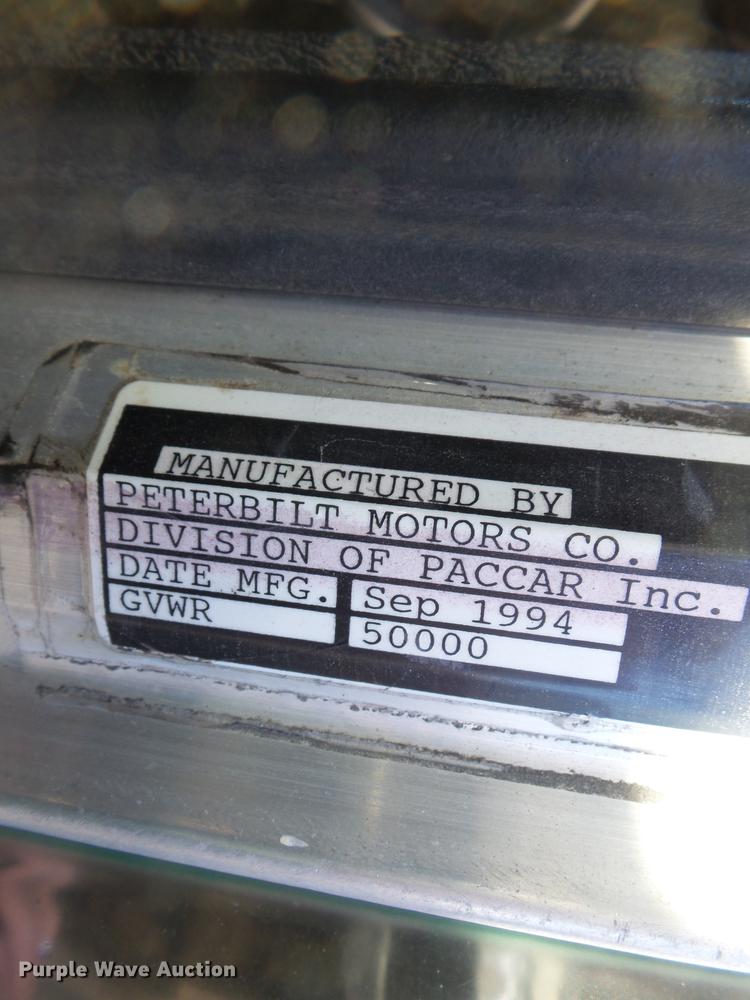 MANUFACTURED BY
PETERBILT MOTORS CO.
DIVISION OF PACCAR Inc.
DATE MFG. Sep 1994
GVWR 50000
Purple Wave Auction